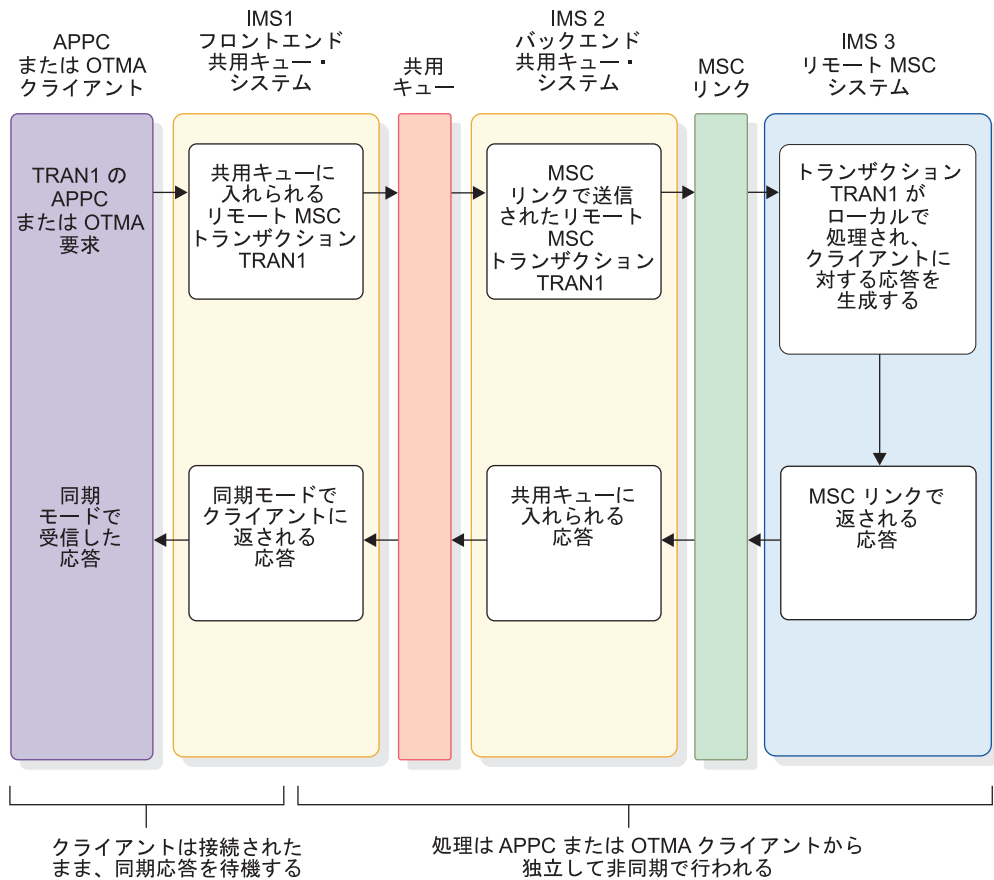 APPC
または OTMA
クライアント
IMS1
フロントエンド
共用キュー・
システム
共用
キュー
IMS 2
バックエンド
共用キュー・
システム
MSC
リンク
IMS 3
リモート MSC
システム
TRAN1 の
APPC
または OTMA
要求
共用キューに
入れられる
リモート MSC
トランザクション
TRAN1
MSC
リンクで送信
されたリモート
MSC
トランザクション
TRAN1
トランザクション
TRAN1 が
ローカルで
処理され、
クライアントに
対する応答を
生成する
同期
モードで
受信した
応答
同期モードで
クライアントに
返される
応答
共用キューに
入れられる
応答
MSC リンクで
返される
応答
クライアントは接続された
まま、同期応答を待機する
処理は APPC または OTMA クライアントから
独立して非同期で行われる